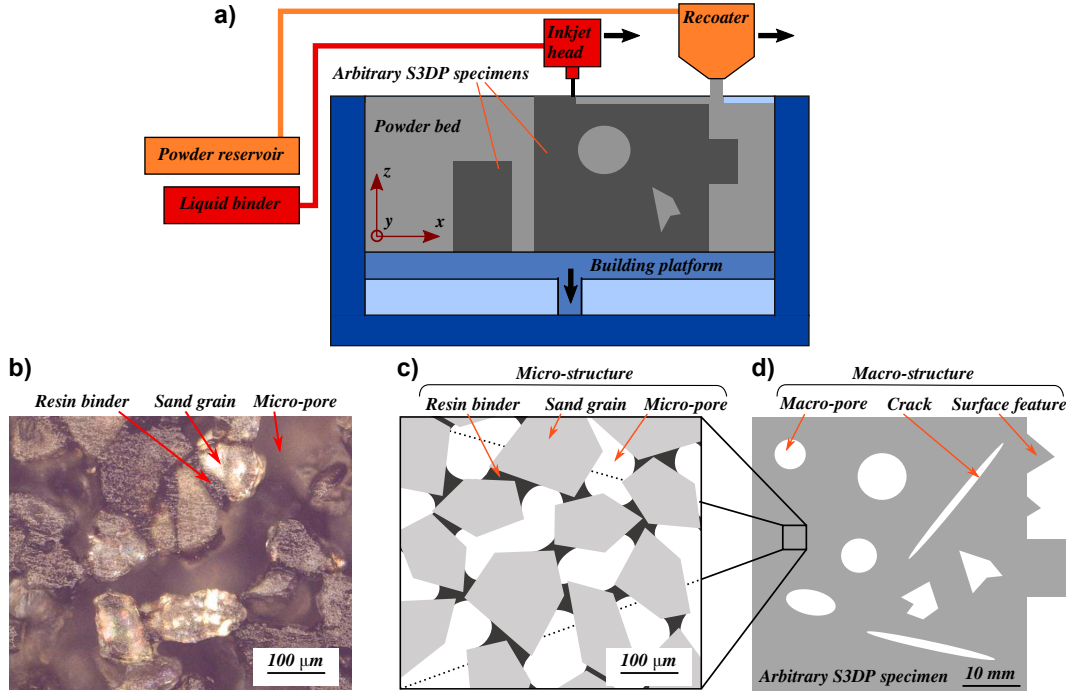 a)
Inkjet
head
Recoater
Arbitrary S3DP specimens
Powder bed
Powder reservoir
Liquid binder
z
y
x
Building platform
b)
Resin binder
Sand grain
Micro-pore
100 μm
c)
Micro-structure
Resin binder
Sand grain
Micro-pore
100 μm
d)
Macro-structure
Macro-pore
Crack
Surface feature
Arbitrary S3DP specimen
10 mm